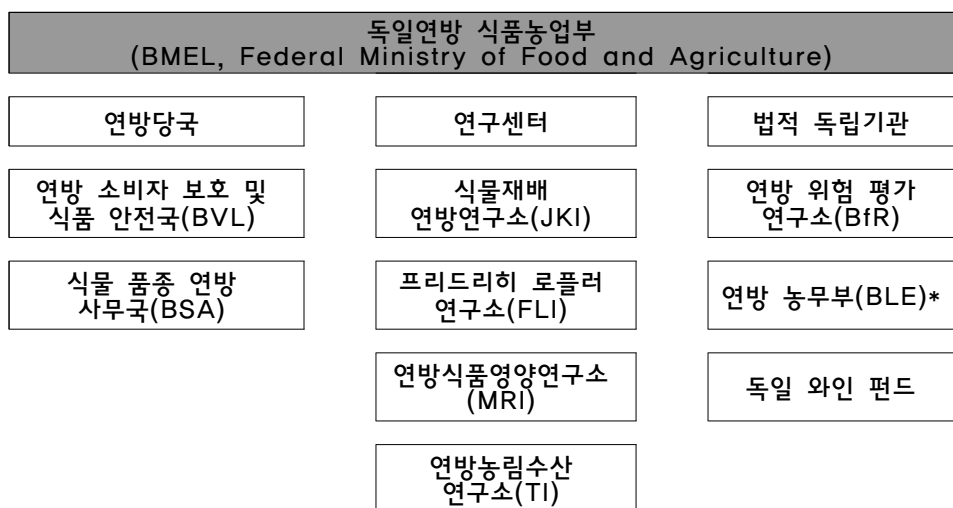 독일연방 식품농업부
(BMEL, Federal Ministry of Food and Agriculture)
연방당국
연구센터
법적 독립기관
연방 소비자 보호 및
식품 안전국(BVL)
식물재배
연방연구소(JKI)
연방 위험 평가
연구소(BfR)
식물 품종 연방
사무국(BSA)
프리드리히 로플러
연구소(FLI)
연방 농무부(BLE)*
연방식품영양연구소
(MRI)
독일 와인 펀드
연방농림수산
연구소(TI)